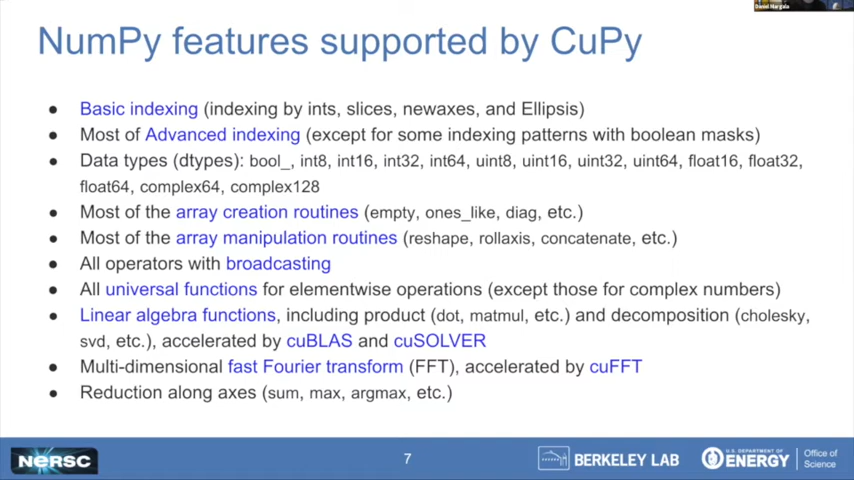 Daniel Margala
NumPy features supported by CuPy
● Basic indexing (indexing by ints, slices, newaxes, and Ellipsis)
● Most of Advanced indexing (except for some indexing patterns with boolean masks)
● Data types (dtypes): bool_, int8, int16, int32, int64, uint8, uint16, uint32, uint64, float16, float32,
float64, complex64, complex128
● Most of the array creation routines (empty, ones_like, diag, etc.)
● Most of the array manipulation routines (reshape, rollaxis, concatenate, etc.)
● All operators with broadcasting
● All universal functions for elementwise operations (except those for complex numbers)
● Linear algebra functions, including product (dot, matmul, etc.) and decomposition (cholesky,
svd, etc.), accelerated by cuBLAS and cuSOLVER
● Multi-dimensional fast Fourier transform (FFT), accelerated by cuFFT
● Reduction along axes (sum, max, argmax, etc.)
NERSC
7
BERKELEY LAB
U.S. DEPARTMENT OF
ENERGY
Office of
Science